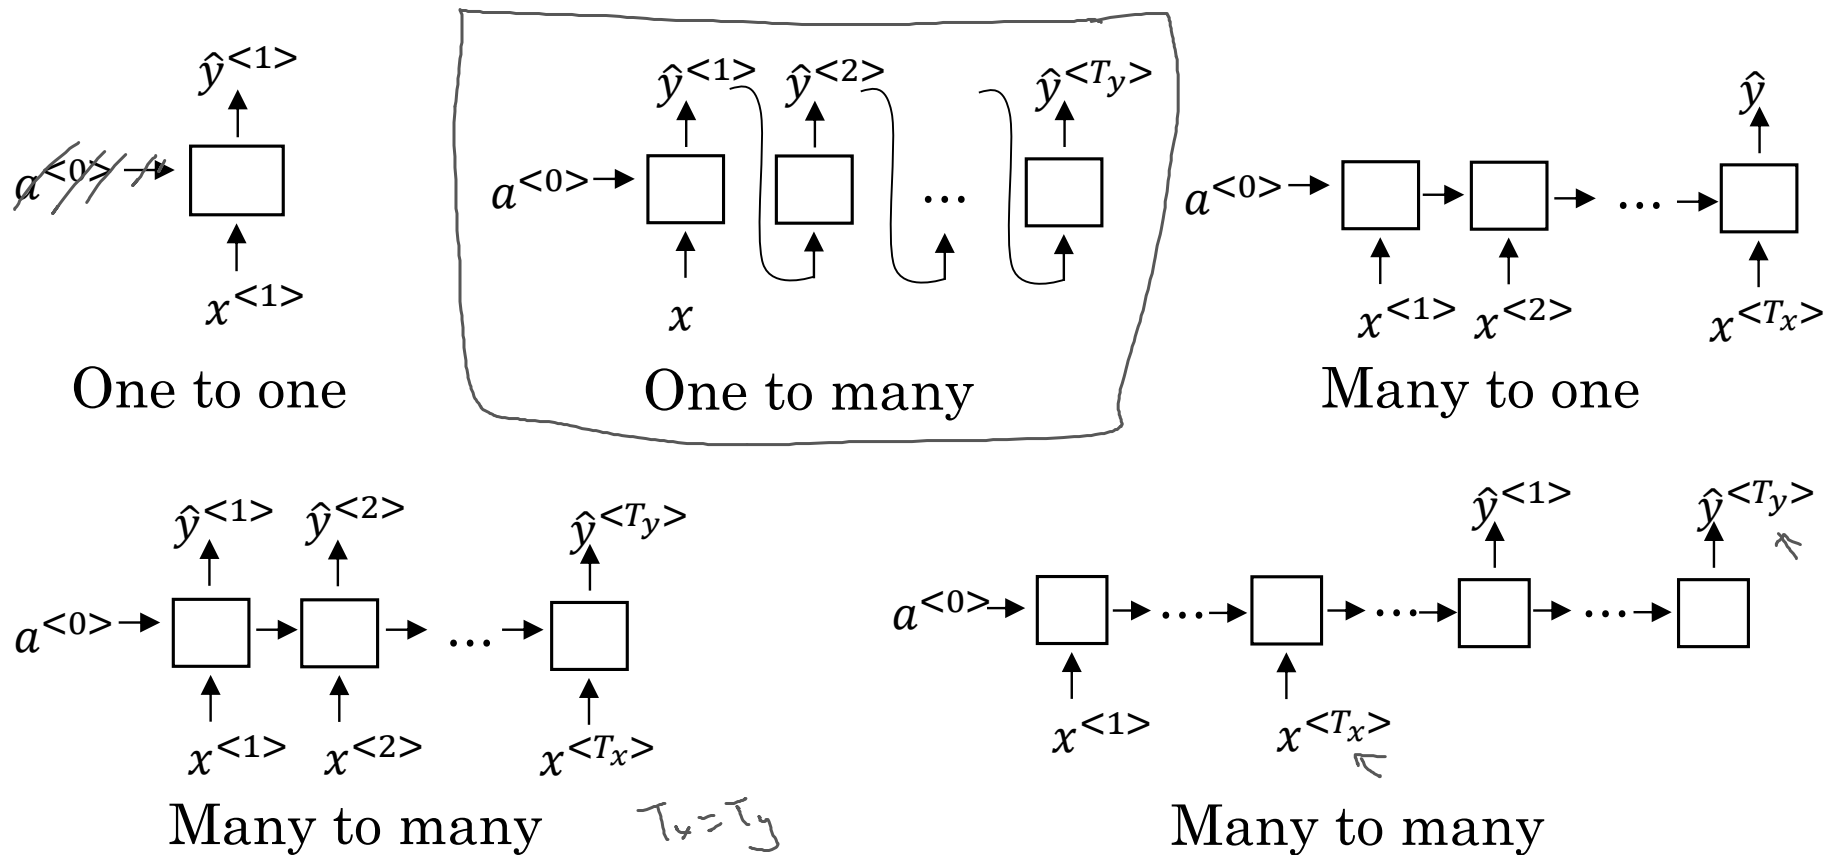 ŷ<1>
a<0>
x<1>
One to one
ŷ<1> ŷ<2> ŷ<Ty>
a<0> ...
x
One to many
ŷ
a<0> ...
x<1> x<2> x<Tx>
Many to one
ŷ<1> ŷ<2> ŷ<Ty>
a<0> ...
x<1> x<2> x<Tx>
Many to many Tx=Ty
ŷ<1> ŷ<Ty>
a<0> ... ... ...
x<1> x<Tx>
Many to many